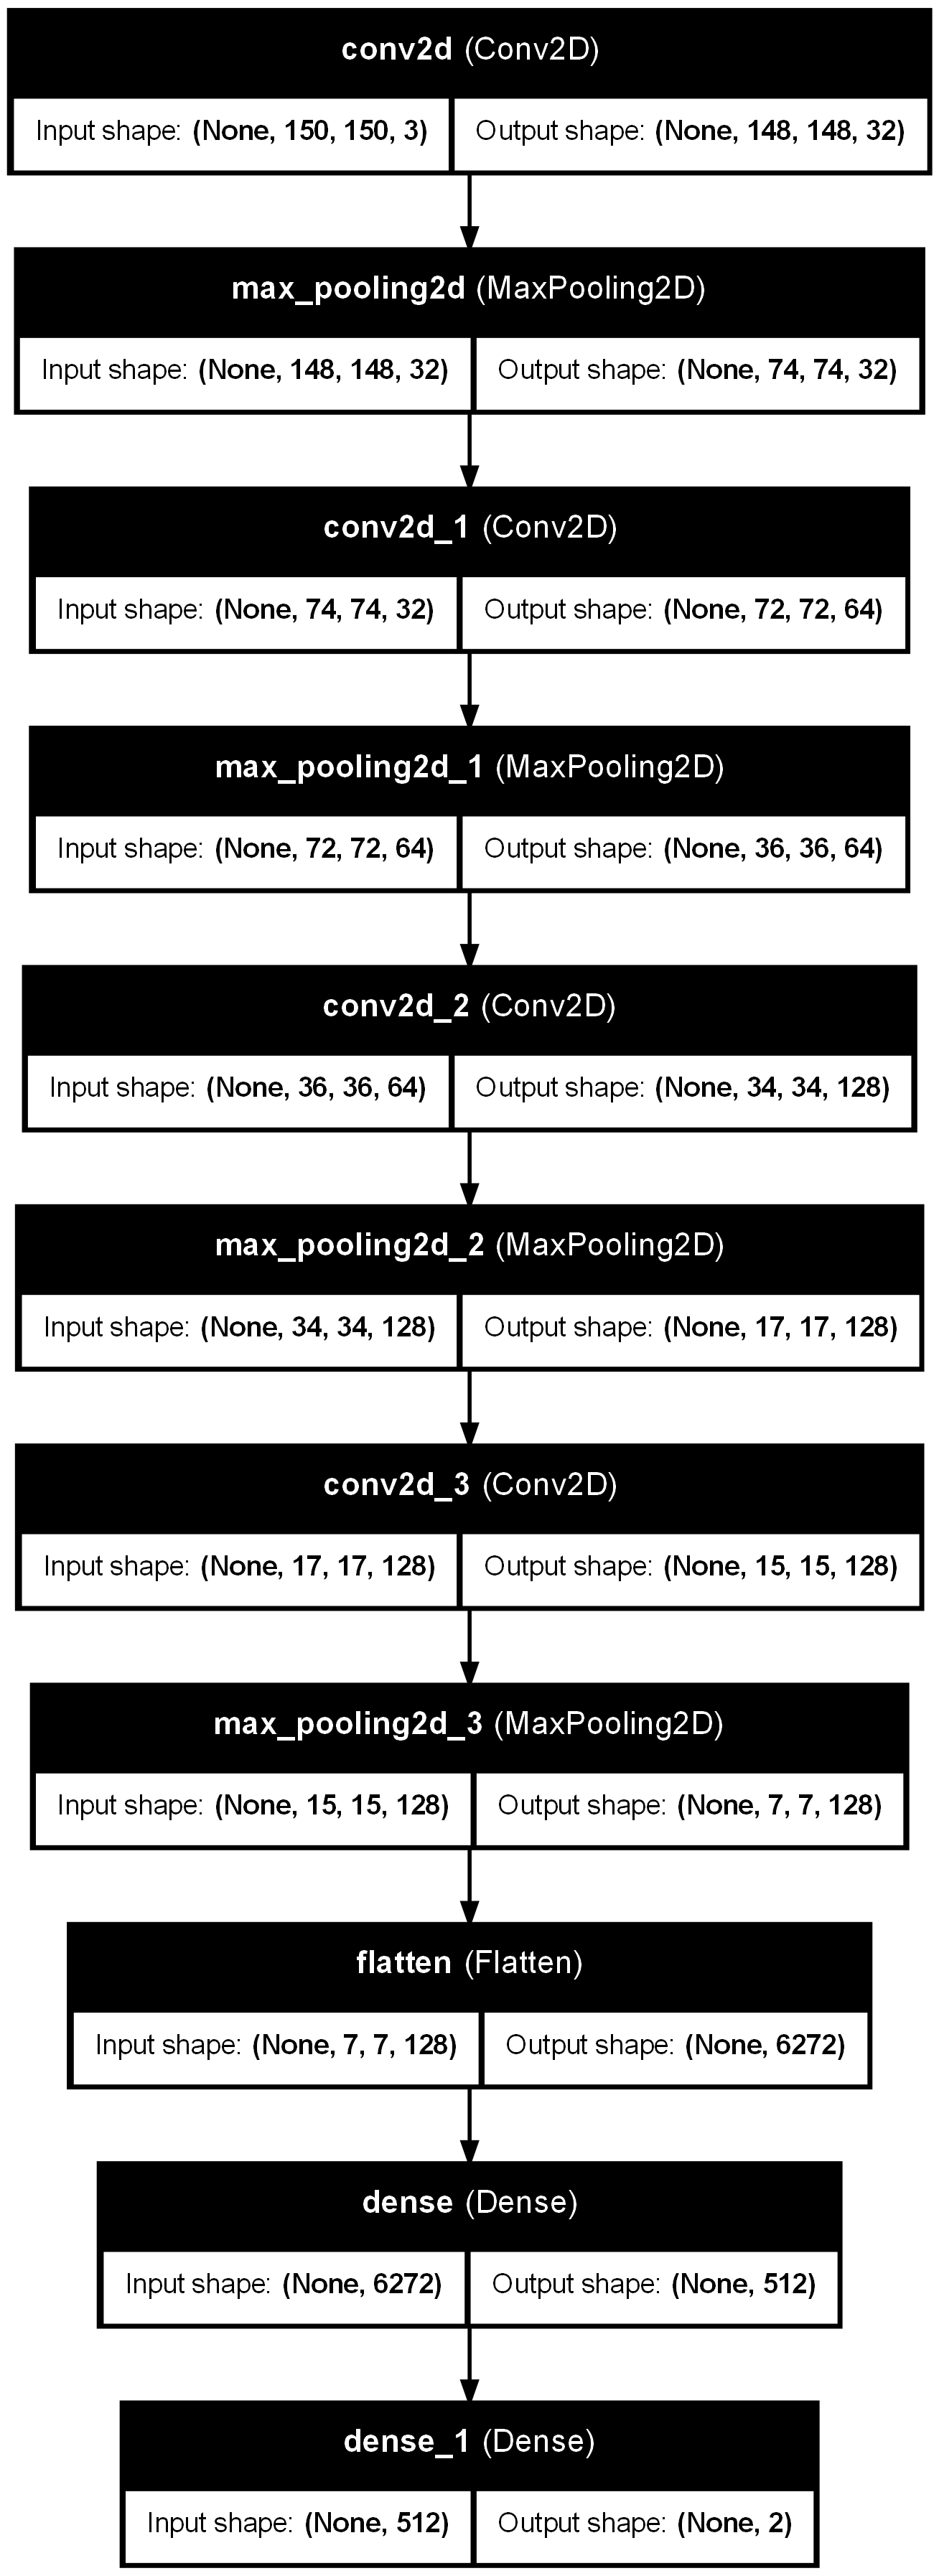 conv2d (Conv2D)
Input shape: (None, 150, 150, 3) Output shape: (None, 148, 148, 32)
max_pooling2d (MaxPooling2D)
Input shape: (None, 148, 148, 32) Output shape: (None, 74, 74, 32)
conv2d_1 (Conv2D)
Input shape: (None, 74, 74, 32) Output shape: (None, 72, 72, 64)
max_pooling2d_1 (MaxPooling2D)
Input shape: (None, 72, 72, 64) Output shape: (None, 36, 36, 64)
conv2d_2 (Conv2D)
Input shape: (None, 36, 36, 64) Output shape: (None, 34, 34, 128)
max_pooling2d_2 (MaxPooling2D)
Input shape: (None, 34, 34, 128) Output shape: (None, 17, 17, 128)
conv2d_3 (Conv2D)
Input shape: (None, 17, 17, 128) Output shape: (None, 15, 15, 128)
max_pooling2d_3 (MaxPooling2D)
Input shape: (None, 15, 15, 128) Output shape: (None, 7, 7, 128)
flatten (Flatten)
Input shape: (None, 7, 7, 128) Output shape: (None, 6272)
dense (Dense)
Input shape: (None, 6272) Output shape: (None, 512)
dense_1 (Dense)
Input shape: (None, 512) Output shape: (None, 2)